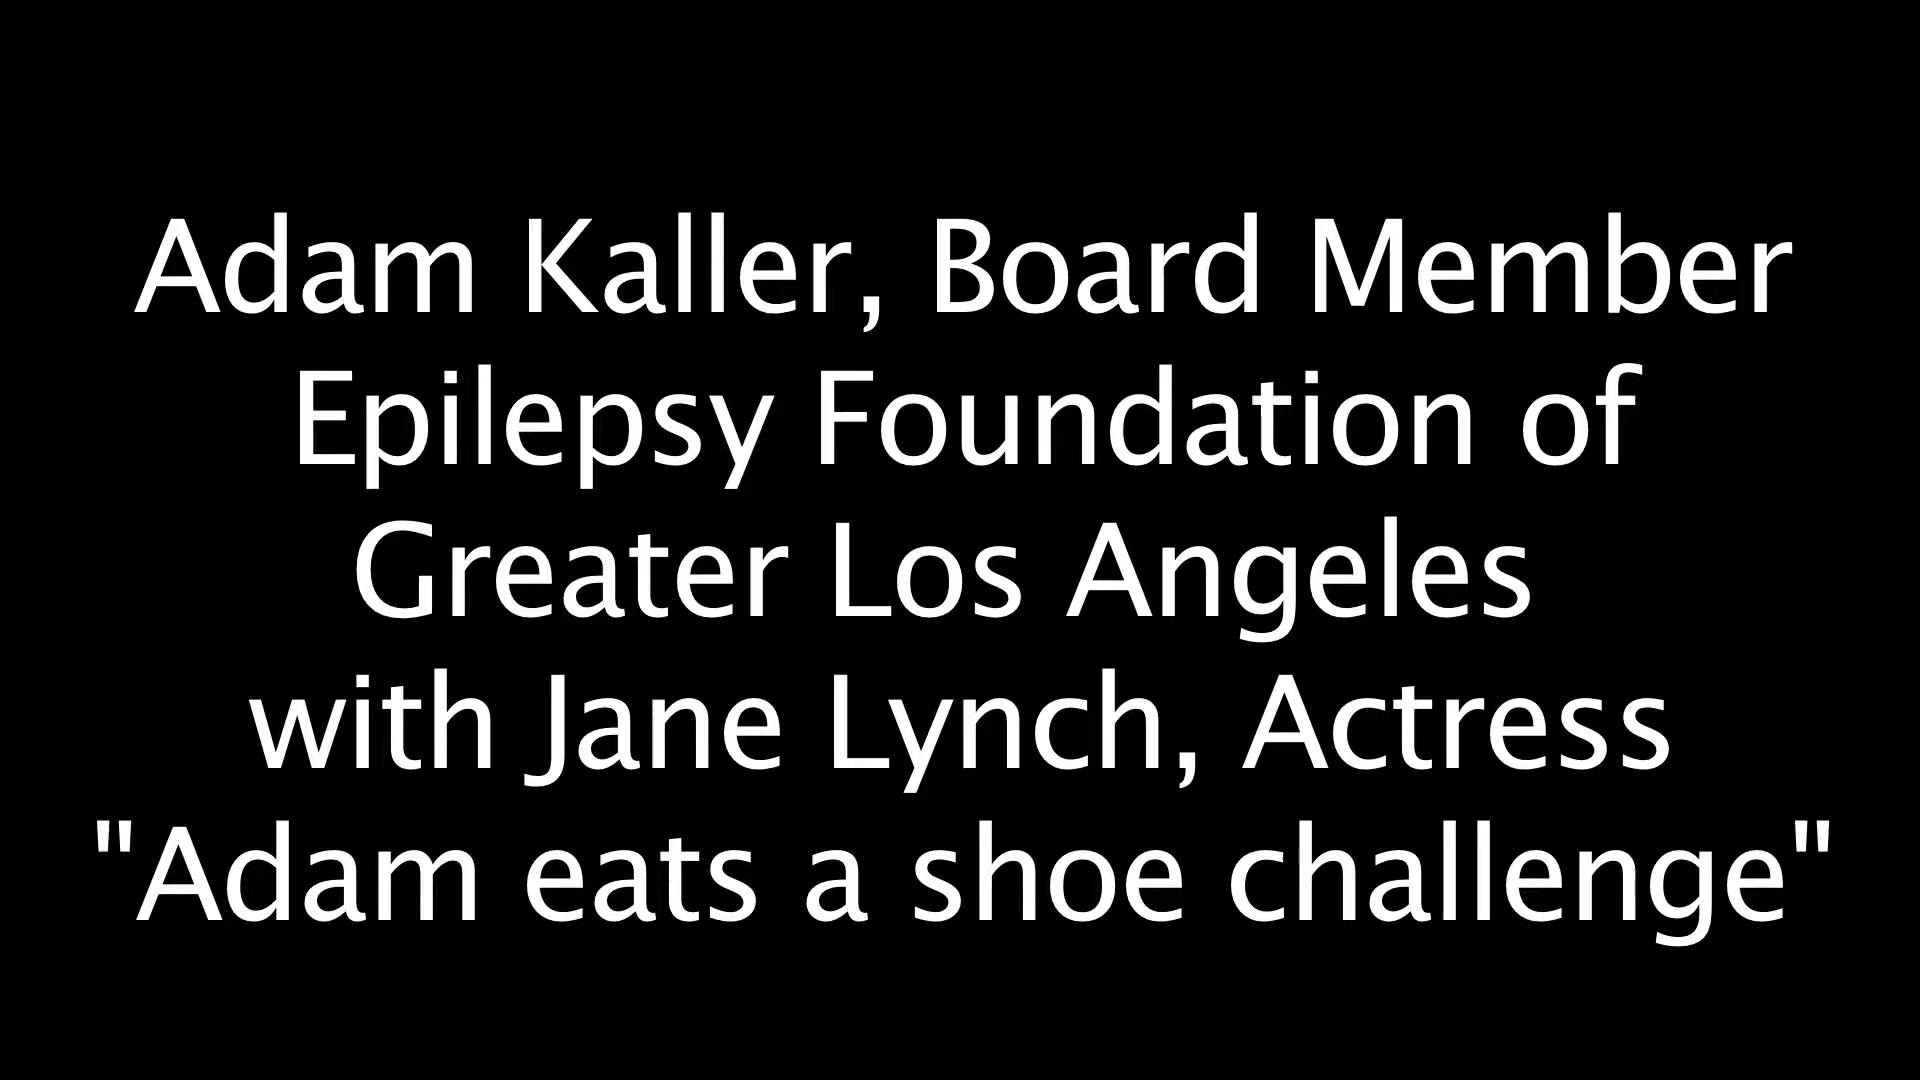 Adam Kaller, Board Member
Epilepsy Foundation of
Greater Los Angeles
with Jane Lynch, Actress
"Adam eats a shoe challenge"